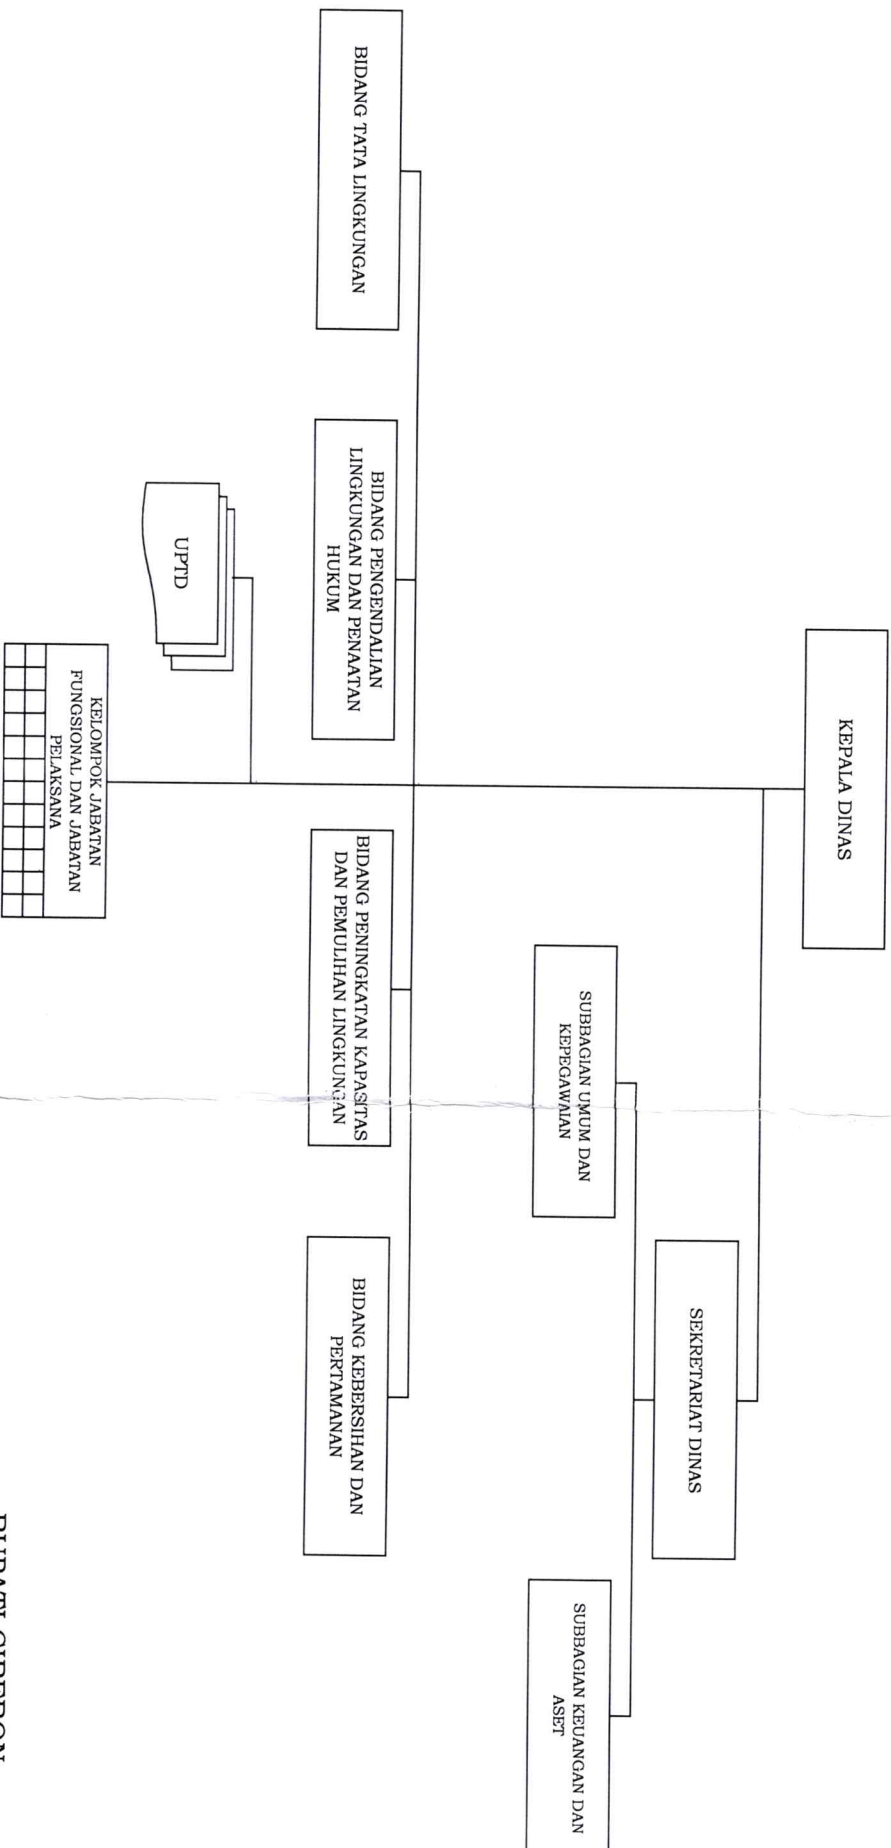 KEPALA DINAS
SEKRETARIAT DINAS
SUBBAGIAN UMUM DAN
KEPEGAWAIAN
SUBBAGIAN KEUANGAN DAN
ASET
BIDANG TATA LINGKUNGAN
BIDANG PENGENDALIAN
LINGKUNGAN DAN PENAATAN
HUKUM
BIDANG PENINGKATAN KAPASITAS
DAN PEMULIHAN LINGKUNGAN
BIDANG KEBERSIHAN DAN
PERTAMANAN
UPTD
KELOMPOK JABATAN
FUNGSIONAL DAN JABATAN
PELAKSANA
BUPATI CIREBON